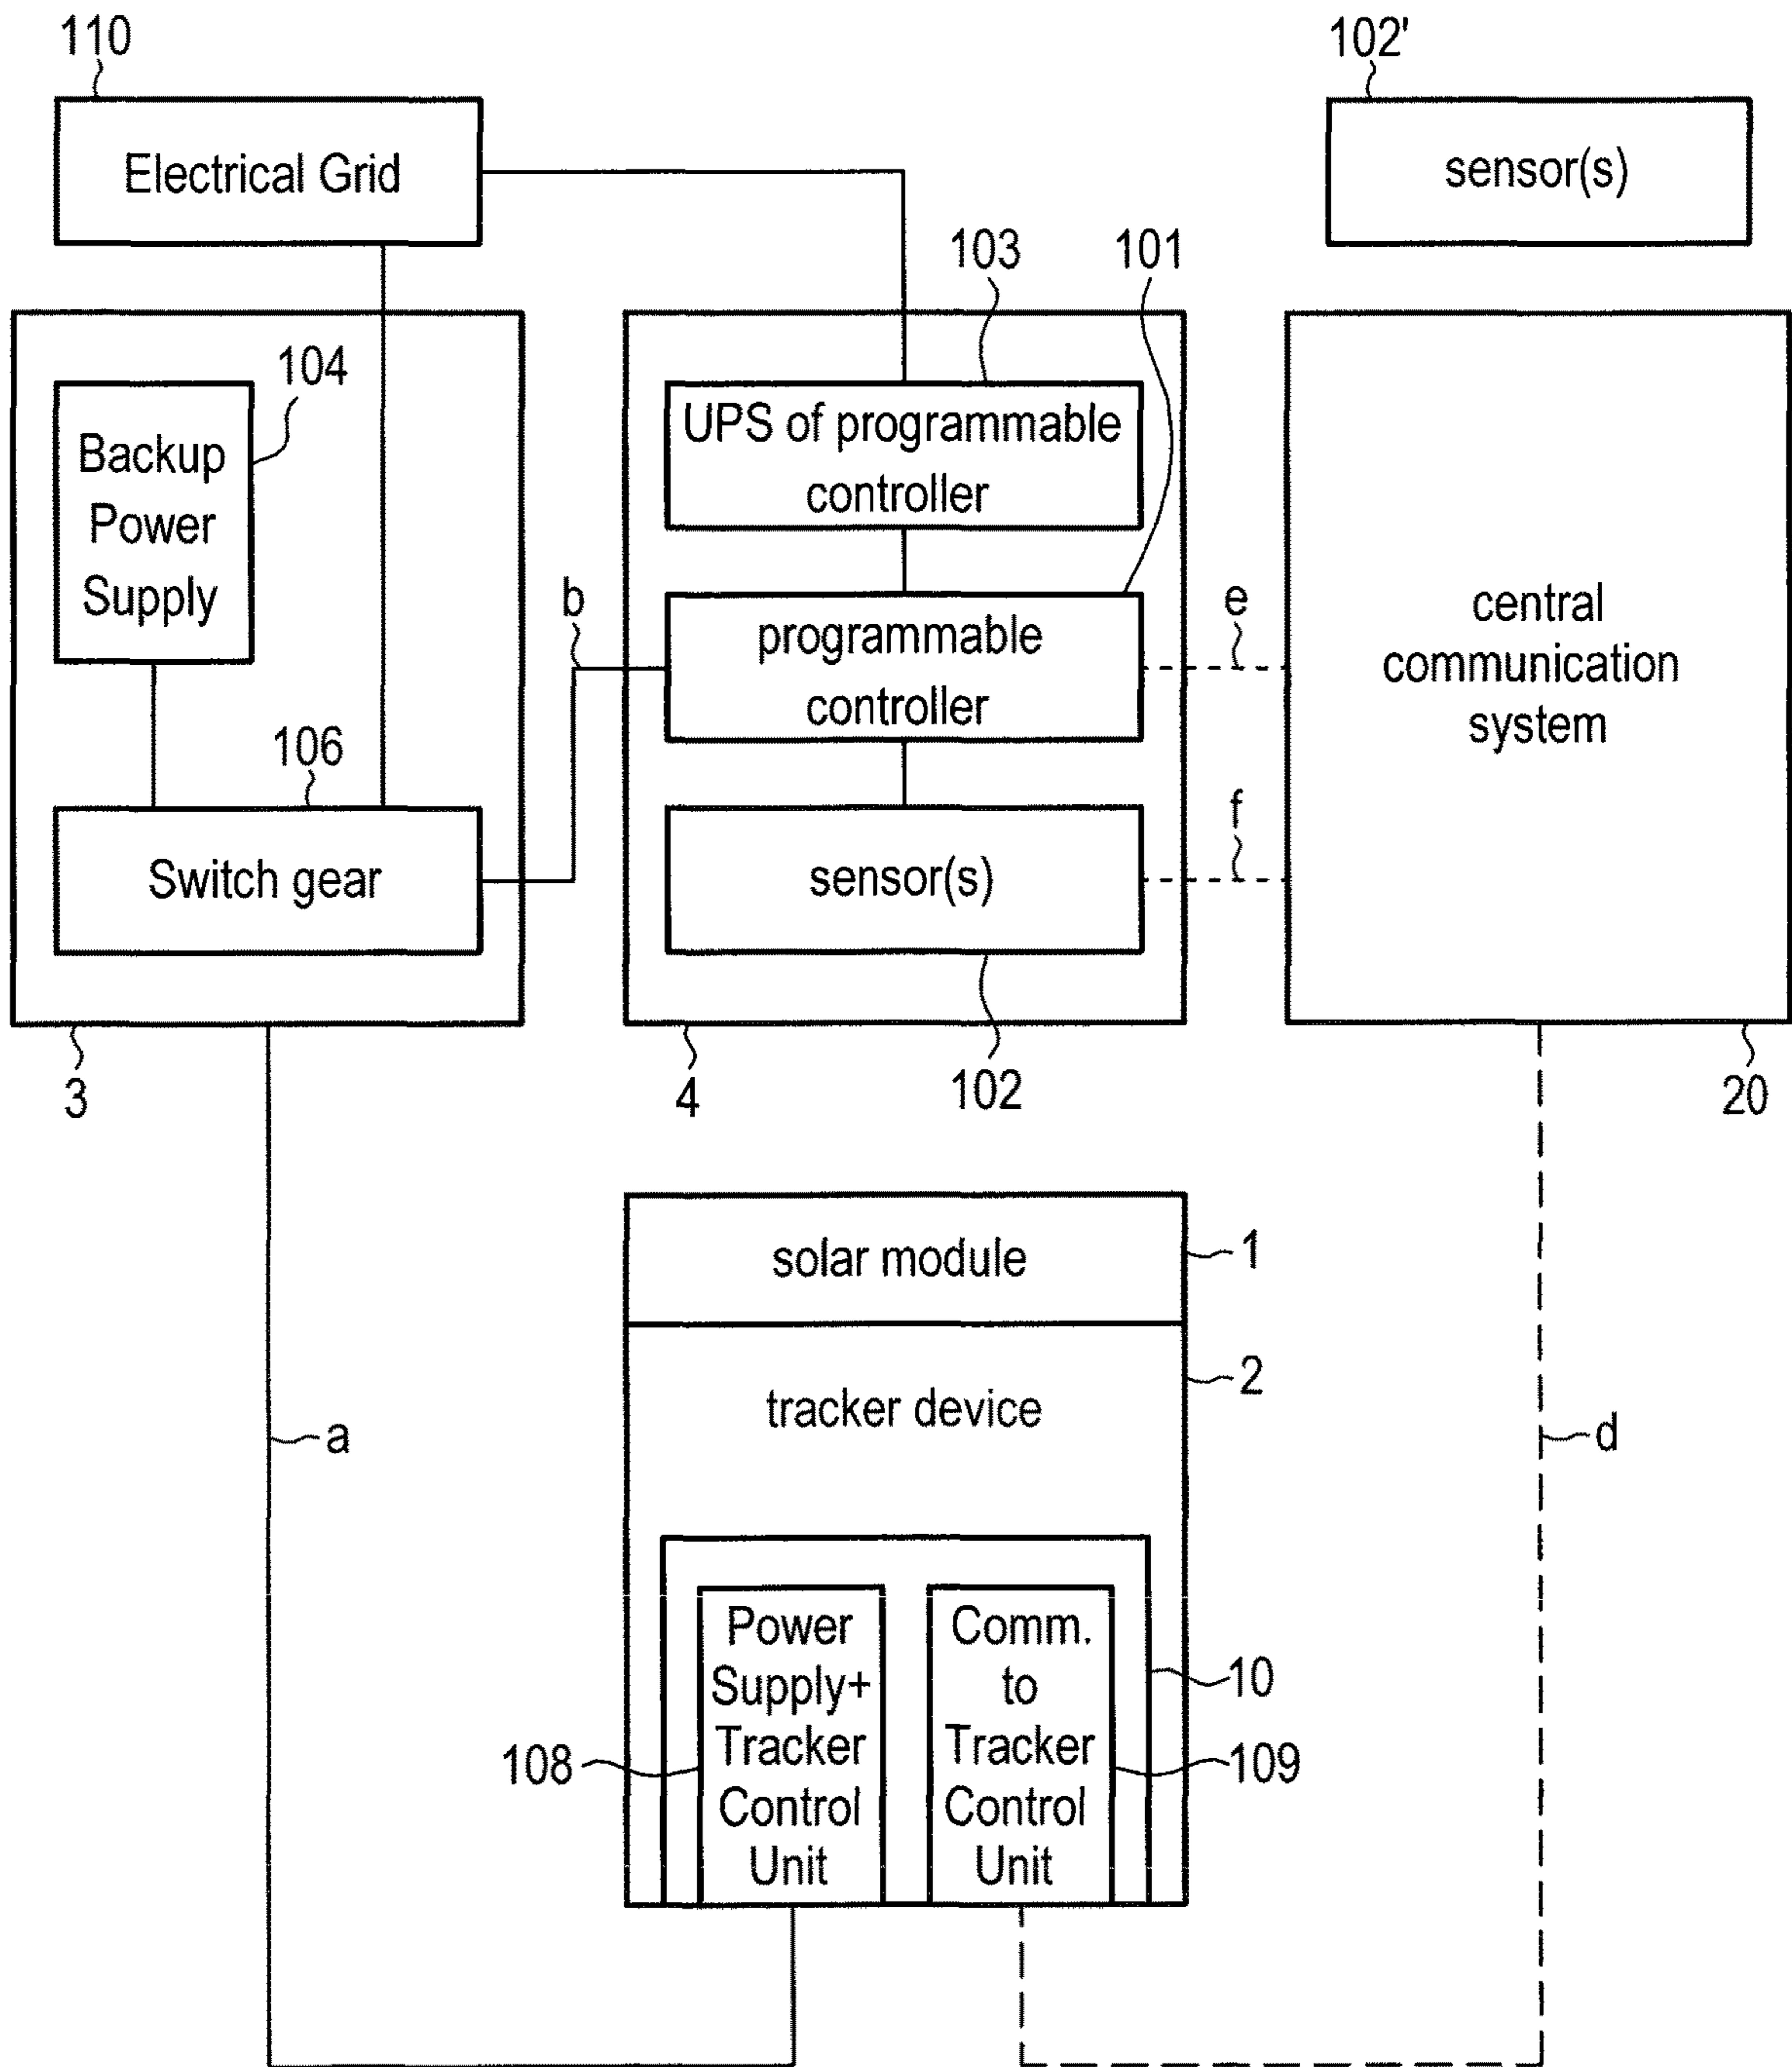 110
102'
Electrical Grid
sensor(s)
103
101
104
Backup
Power
Supply
UPS of programmable
controller
b
programmable
controller
e
central
communication
system
106
Switch gear
sensor(s)
f
3
4
102
20
solar module
1
tracker device
2
a
d
Power
Supply+
Tracker
Control
Unit
Comm.
to
Tracker
Control
Unit
10
108
109